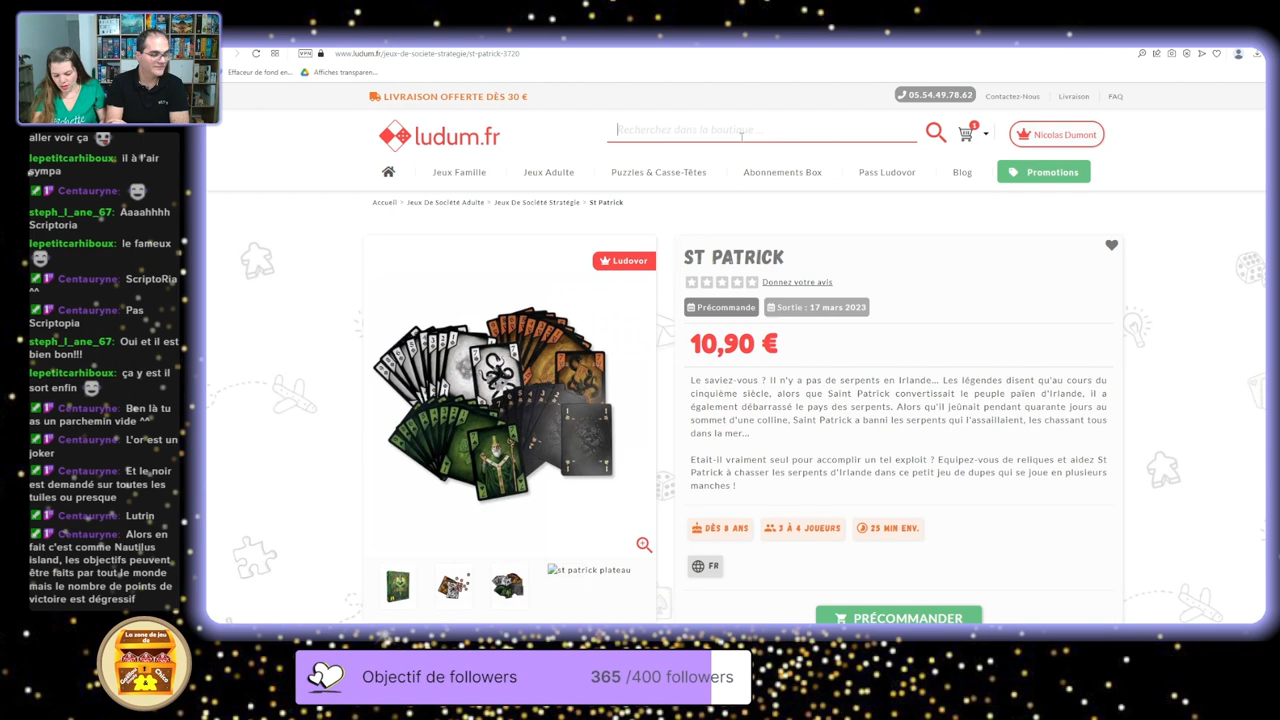 www.ludum.fr/jeux-de-societe-strategie/st-patrick-3720
VPN
Effaceur de fond en...
Affiches transparen...
LIVRAISON OFFERTE DÈS 30 €
05.54.49.78.62
Contactez-Nous
Livraison
FAQ
ludum.fr
Recherchez dans la boutique ...
1
Nicolas Dumont
Jeux Famille
Jeux Adulte
Puzzles & Casse-Têtes
Abonnements Box
Pass Ludovor
Blog
Promotions
Accueil > Jeux De Société Adulte > Jeux De Société Stratégie > St Patrick
Ludovor
ST PATRICK
Donnez votre avis
Précommande
Sortie : 17 mars 2023
10,90 €
Le saviez-vous ? Il n'y a pas de serpents en Irlande... Les légendes disent qu'au cours du
cinquième siècle, alors que Saint Patrick convertissait le peuple païen d'Irlande, il a
également débarrassé le pays des serpents. Alors qu'il jeûnait pendant quarante jours au
sommet d'une colline, Saint Patrick a banni les serpents qui l'assaillaient, les chassant tous
dans la mer...
Etait-il vraiment seul pour accomplir un tel exploit ? Equipez-vous de reliques et aidez St
Patrick à chasser les serpents d'Irlande dans ce petit jeu de dupes qui se joue en plusieurs
manches !
DÈS 8 ANS
3 À 4 JOUEURS
25 MIN ENV.
FR
PRÉCOMMANDER
st patrick plateau
aller voir ça
lepetitcarhiboux: il à l'air
sympa
Centauryne:
steph_l_ane_67: Aaaahhhh
Scriptoria
lepetitcarhiboux: le fameux
Centauryne: ScriptoRia
^^
Centauryne: Pas
Scriptopia
steph_l_ane_67: Oui et il est
bien bon!!!
lepetitcarhiboux: ça y est il
sort enfin
Centauryne: Ben là tu
as un parchemin vide ^^
Centauryne: L'or est un
joker
Centauryne: Et le noir
est demandé sur toutes les
tuiles ou presque
Centauryne: Lutrin
Centauryne: Alors en
fait c'est comme Nautilus
island, les objectifs peuvent
être faits par tout le monde
mais le nombre de points de
victoire est dégressif
La zone de jeu
de
Chico
Objectif de followers
365 /400 followers